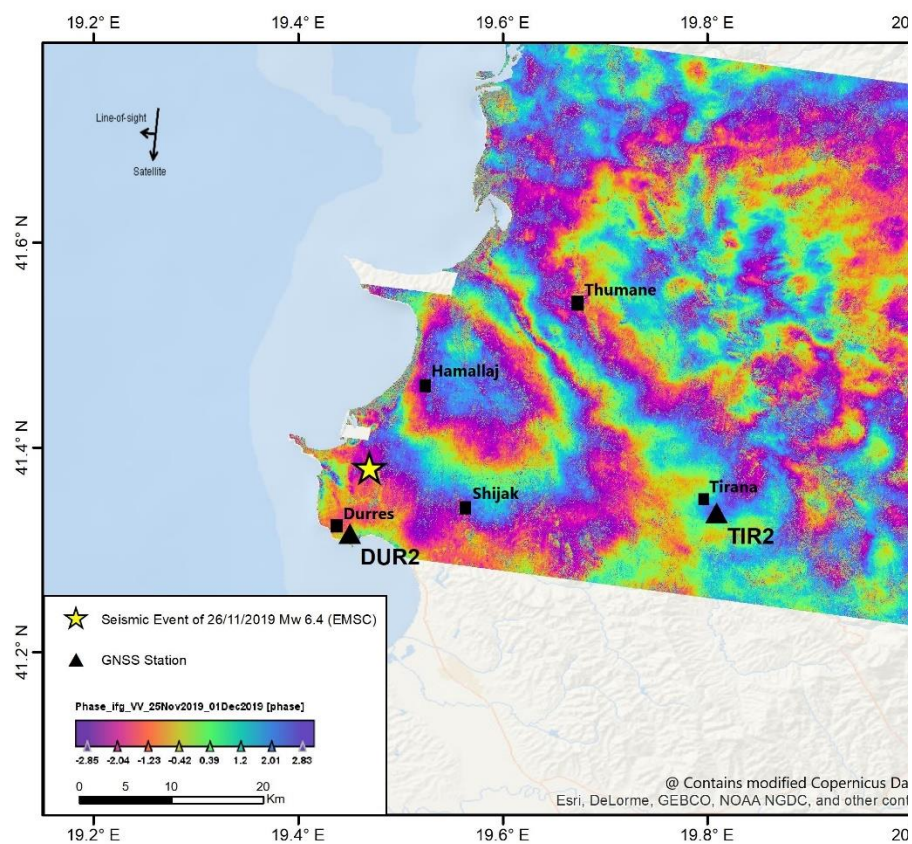 19.2° E 19.4° E 19.6° E 19.8° E 20
Line-of-sight
Satellite
41.6° N
Thumane
Hamallaj
41.4° N
Shijak
Tirana
Durres
TIR2
DUR2
Seismic Event of 26/11/2019 Mw 6.4 (EMSC)
GNSS Station
41.2° N
Phase_ifg_VV_25Nov2019_01Dec2019 [phase]
-2.85 -2.04 -1.23 -0.42 0.39 1.2 2.01 2.83
0 5 10 20
Km
@ Contains modified Copernicus Da
Esri, DeLorme, GEBCO, NOAA NGDC, and other cont
19.2° E 19.4° E 19.6° E 19.8° E 20